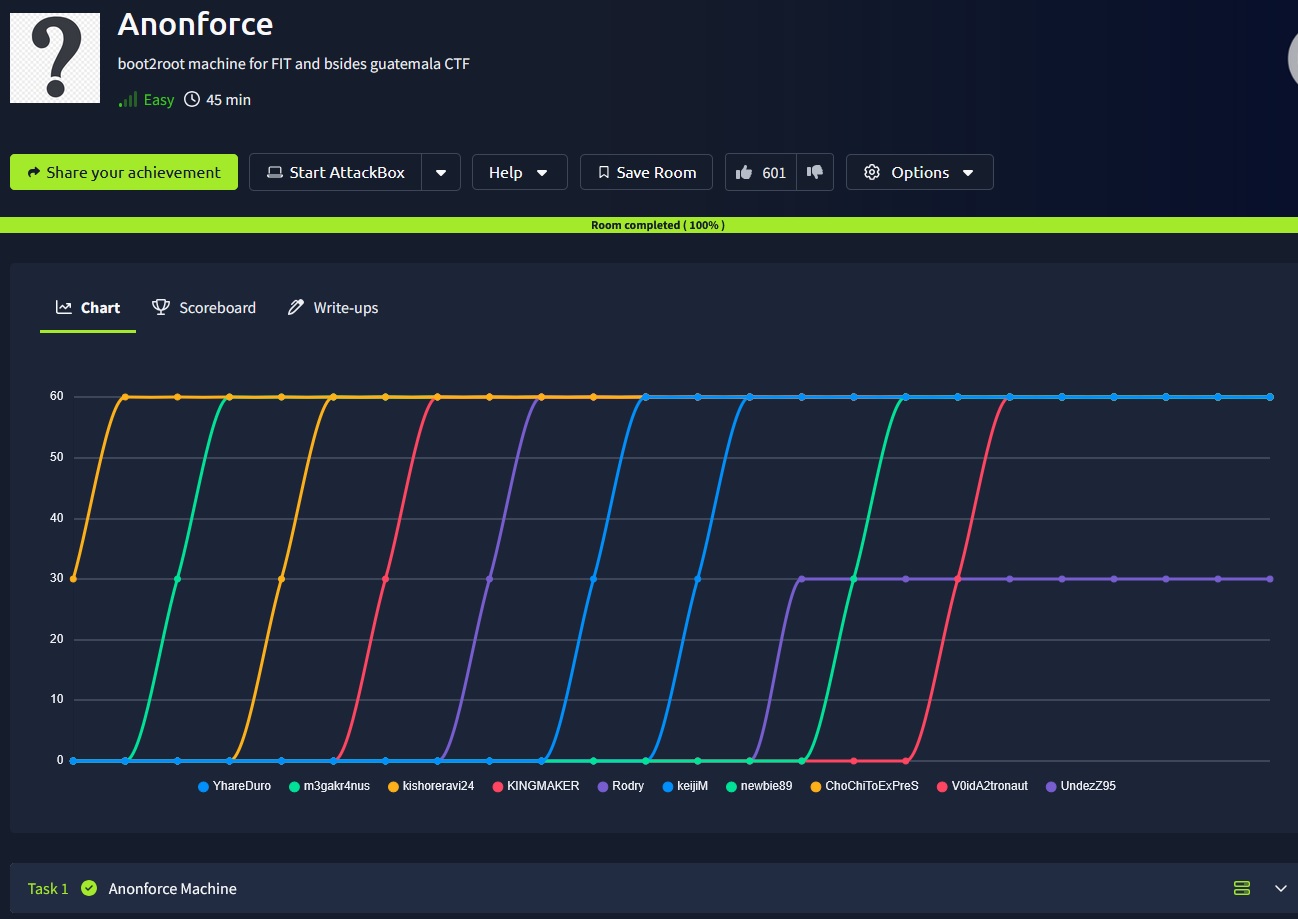 Anonforce
boot2root machine for FIT and bsides guatemala CTF
Easy 45 min
Share your achievement Start AttackBox Help Save Room 601 Options
Room completed ( 100% )
Chart Scoreboard Write-ups
60
50
40
30
20
10
0
YhareDuro m3gakr4nus kishoreravi24 KINGMAKER Rodry keijiM newbie89 ChoChiToExPreS V0idA2tronaut UndezZ95
Task 1 Anonforce Machine